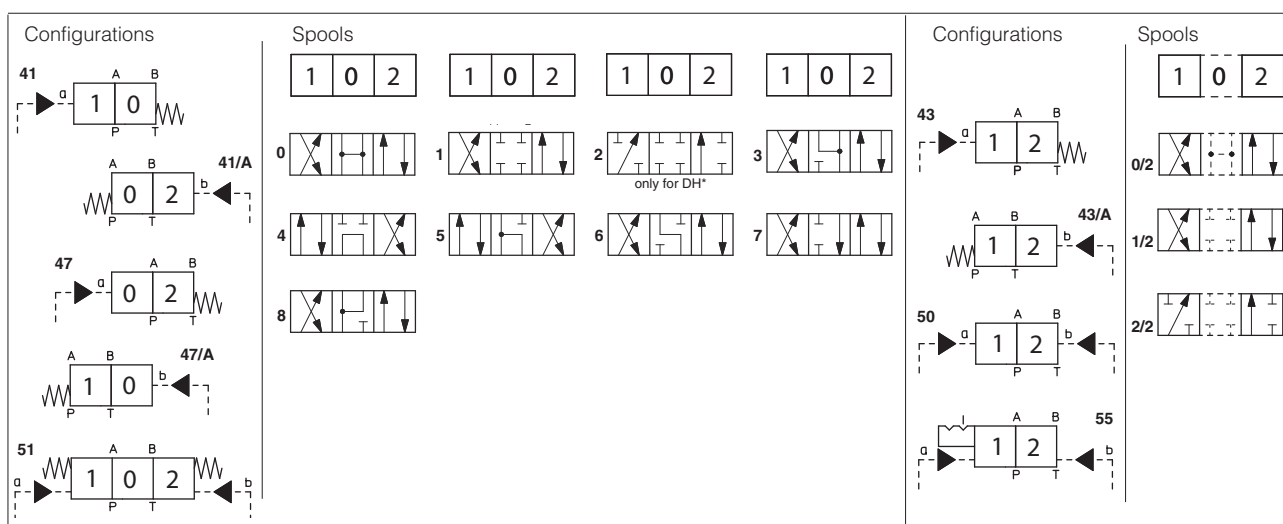 Configurations
Spools
41
a
A B
1 0
P T
41/A
A B
0 2
b
P T
47
a
A B
0 2
P T
47/A
A B
1 0
b
P T
51
a
A B
1 0 2
b
P T
1 0 2
1 0 2
1 0 2
1 0 2
0
1
2
only for DH*
3
4
5
6
7
8
Configurations
Spools
43
a
A B
1 2
P T
43/A
A B
1 2
b
P T
50
a
A B
1 2
b
P T
55
a
A B
1 2
b
P T
1 0 2
0/2
1/2
2/2